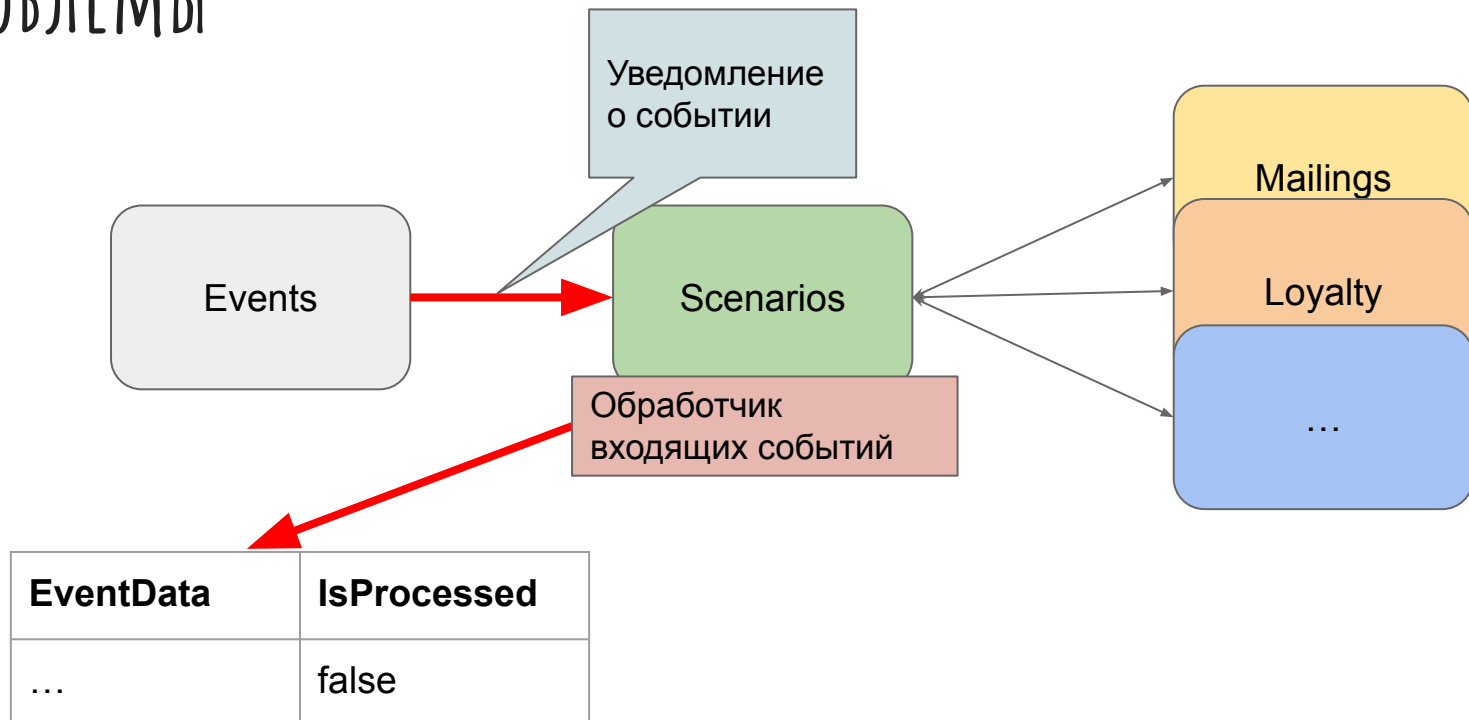 Уведомление
о событии
Mailings
Events
Scenarios
Loyalty
Обработчик
входящих событий
…
EventData IsProcessed
… false